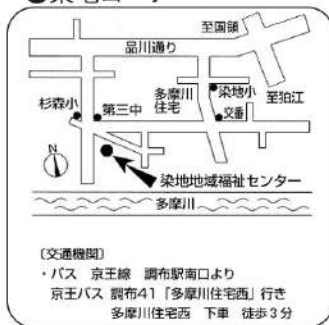 至国領
品川通り
多摩川
住宅
染地小
交番
至狛江
杉森小
第三中
N
染地地域福祉センター
多摩川
〔交通機関〕
・バス 京王線 調布駅南口より
京王バス 調布41「多摩川住宅西」行き
多摩川住宅西 下車 徒歩3分